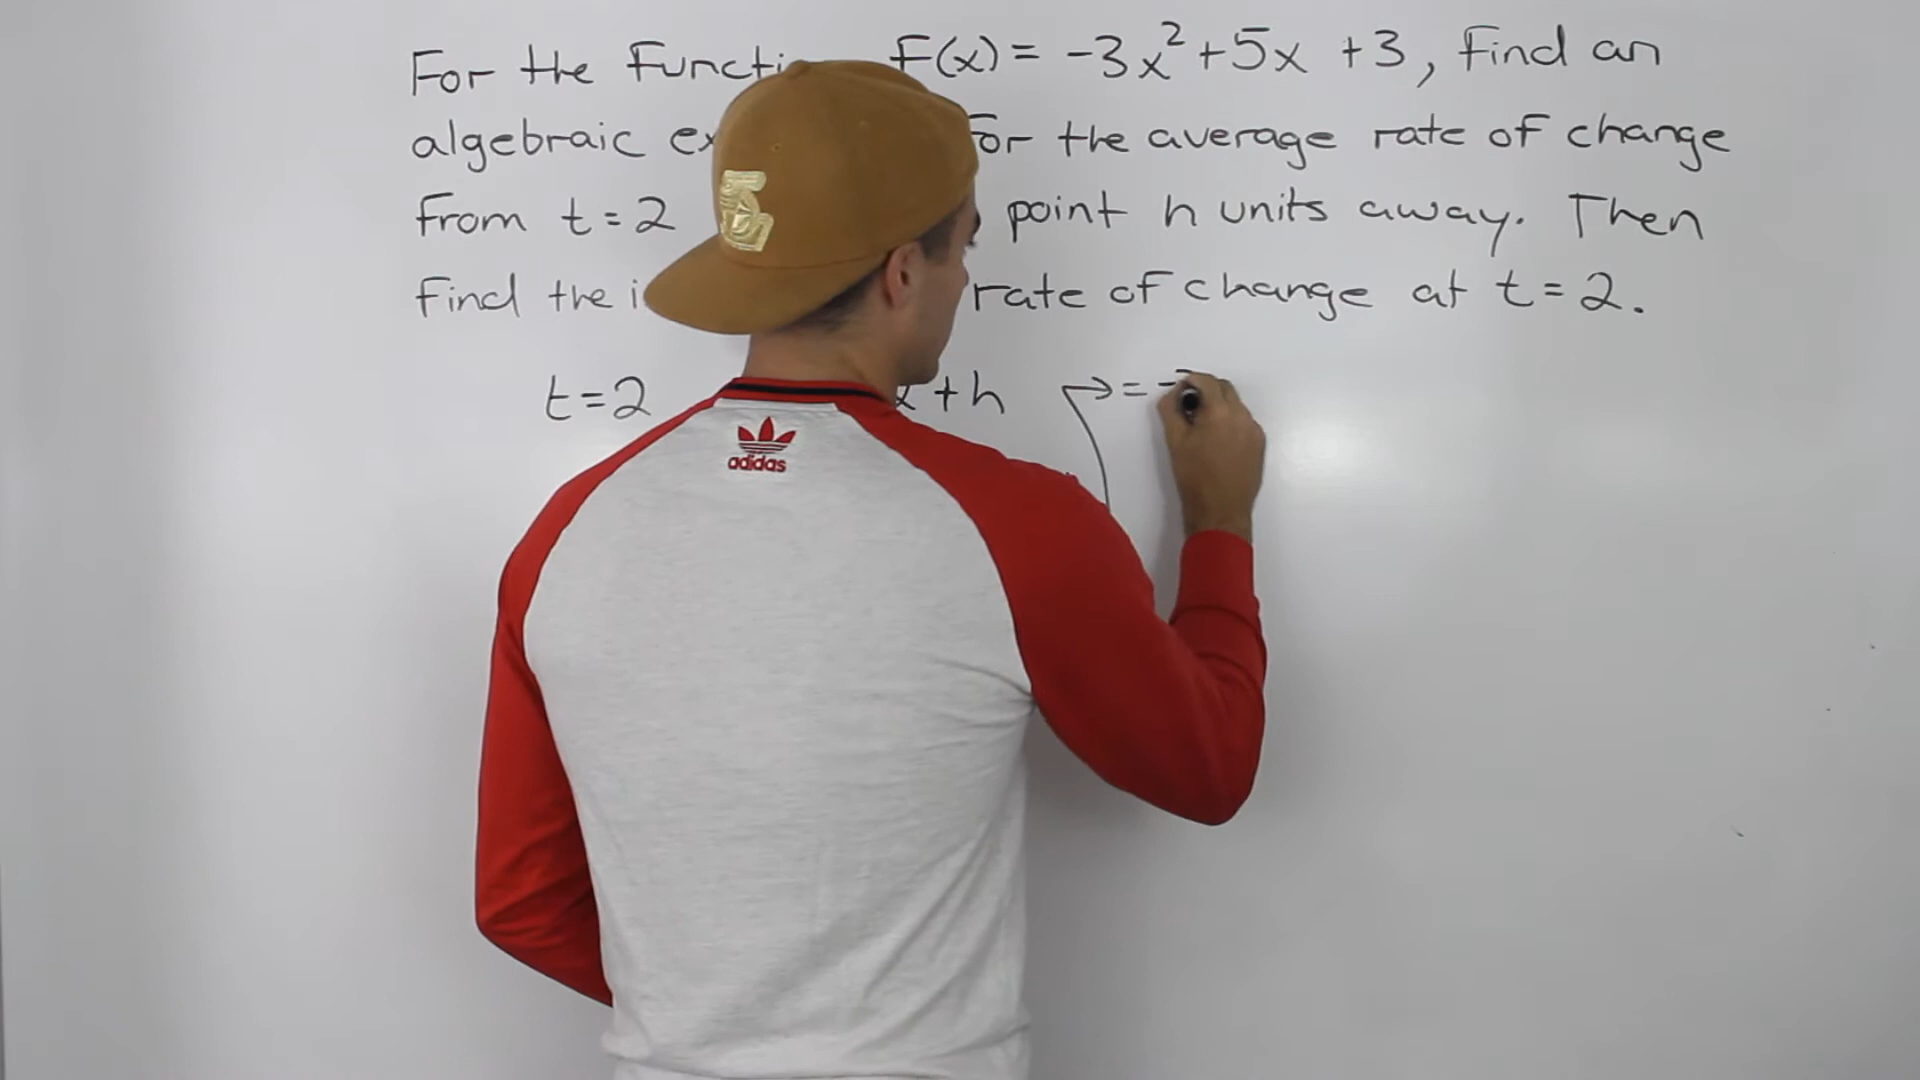 For the Functi F(x) = -3x²+5x +3, Find an
algebraic ex For the average rate of change
From t=2 point h units away. Then
Find the i rate of change at t=2.
t=2 2+h → = -
adidas